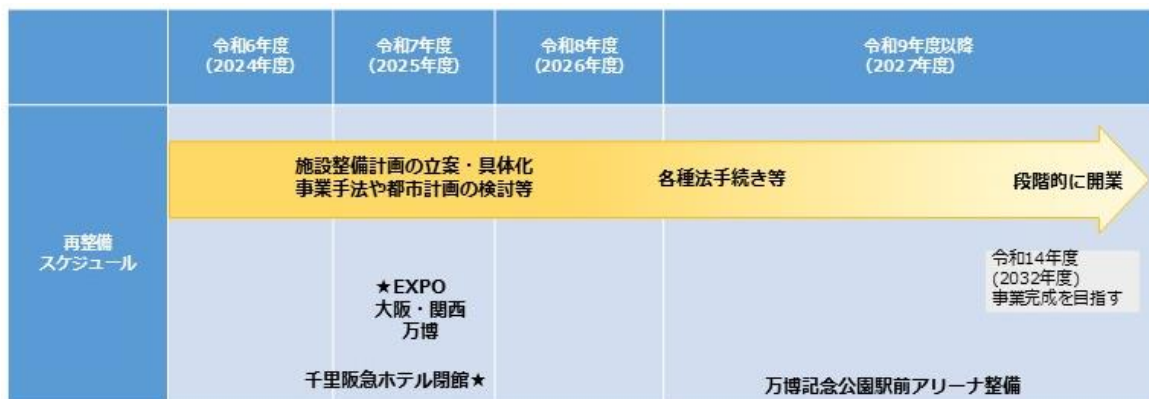 令和6年度
(2024年度)
令和7年度
(2025年度)
令和8年度
(2026年度)
令和9年度以降
(2027年度)
再整備
スケジュール
施設整備計画の立案・具体化
事業手法や都市計画の検討等
各種法手続き等
段階的に開業
令和14年度
(2032年度)
事業完成を目指す
★EXPO
大阪・関西
万博
千里阪急ホテル閉館★
万博記念公園駅前アリーナ整備